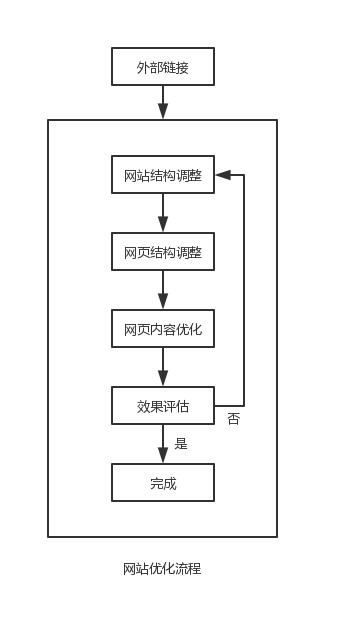 外部链接
网站结构调整
网页结构调整
网页内容优化
效果评估
否
是
完成
网站优化流程